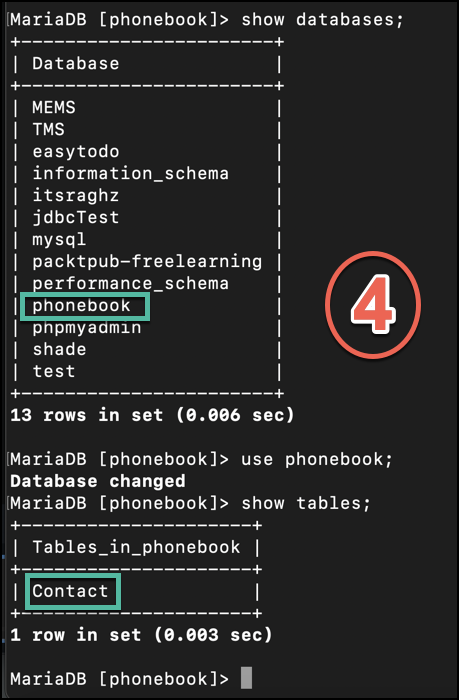 MariaDB [phonebook]> show databases;
+------------------------+
| Database               |
+------------------------+
| MEMS                   |
| TMS                    |
| easytodo               |
| information_schema     |
| itsraghz               |
| jdbcTest               |
| mysql                  |
| packtpub-freelearning  |
| performance_schema     |
| phonebook              |
| phpmyadmin             |
| shade                  |
| test                   |
+------------------------+
13 rows in set (0.006 sec)
4
MariaDB [phonebook]> use phonebook;
Database changed
MariaDB [phonebook]> show tables;
+---------------------+
| Tables_in_phonebook |
+---------------------+
| Contact             |
+---------------------+
1 row in set (0.003 sec)
MariaDB [phonebook]>